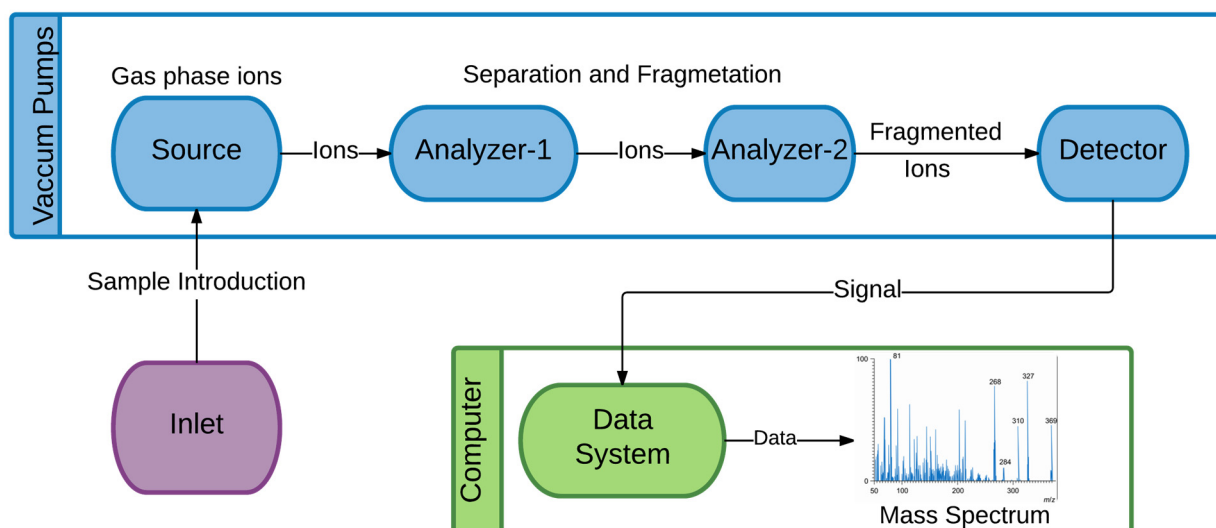 Vaccum Pumps
Gas phase ions
Separation and Fragmetation
Source
Ions
Analyzer-1
Ions
Analyzer-2
Fragmented
Ions
Detector
Sample Introduction
Signal
Inlet
Computer
Data
System
Data
100
81
268
327
310
369
284
0
50
100
200
300
m/z
Mass Spectrum